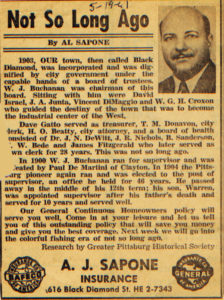 5-19-61
Not So Long Ago
By AL SAPONE
1903, OUR town, then called Black
Diamond, was incorporated and was dig-
nified by city government under the
capable hands of a board of trustees.
W. J. Buchanan was chairman of this
board. Sitting with him were David
Israel, J. A. Junta, Vincent DiMaggio and W. G. H. Croxon
who guided the destiny of the town that was to become
the industrial center of the West.
Dave Gatto served as treasurer, T. M. Donavon, city
clerk, H. O. Beatty, city attorney, and a board of health
consisted of Dr. J. N. DeWitt, J. H. Nichols, B. Sanderson,
W. Bede and James Fitzgerald who later served as
clerk for 28 years. This was not so long ago.
In 1900 W. J. Buchanan ran for supervisor and was
by Paul De Martini of Clayton. In 1904 the Pitts-
pioneer again ran and was elected to the post of
supervisor, an office he held for 46 years. He passed
away in the middle of his 12th term; his son, Warren,
was appointed supervisor after his father's death and
served for 10 years and served well.
Our General Continental Homeowners policy will
serve you well. Come in at your leisure and let us tell
you of this outstanding policy that will save you money
and give you the best coverage. Next week we will go into
the colorful fishing era of not so long ago.
Research by Greater Pittsburg Historical Society
A. J. SAPONE
INSURANCE
616 Black Diamond St. HE 2-7343
SAFECO
GENERAL